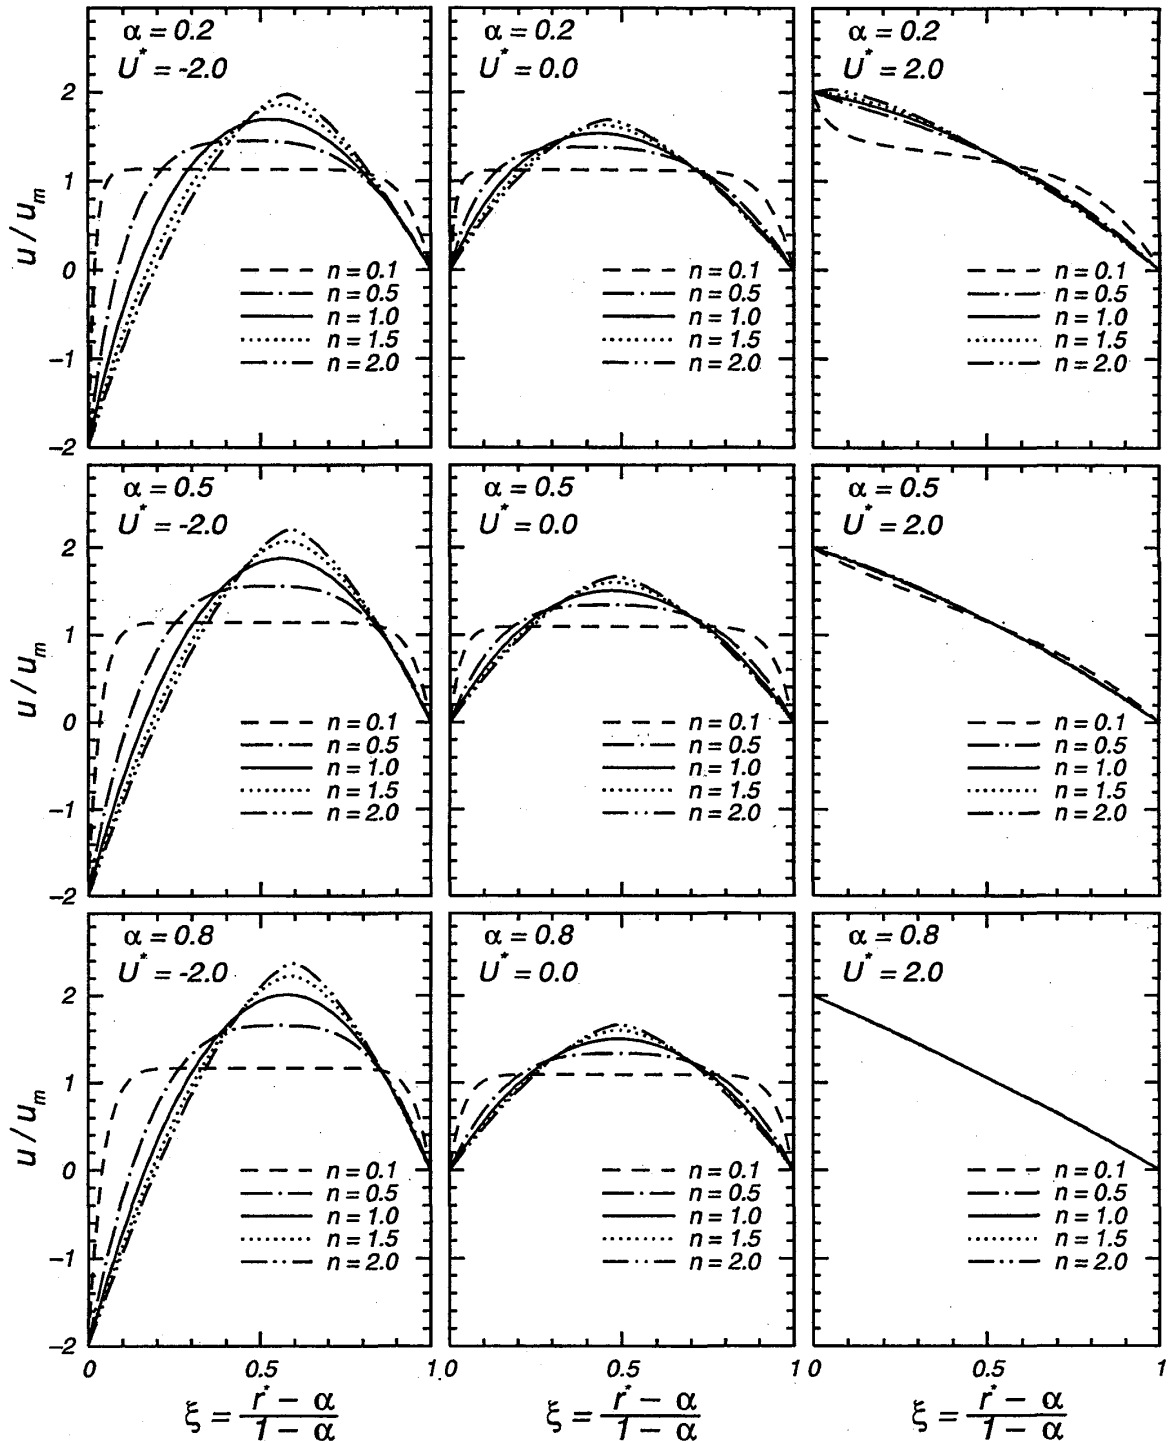 α = 0.2
U* = -2.0
u / um
2
1
0
–1
–2
n = 0.1
n = 0.5
n = 1.0
n = 1.5
n = 2.0
α = 0.2
U* = 0.0
n = 0.1
n = 0.5
n = 1.0
n = 1.5
n = 2.0
α = 0.2
U* = 2.0
n = 0.1
n = 0.5
n = 1.0
n = 1.5
n = 2.0
α = 0.5
U* = -2.0
u / um
2
1
0
–1
–2
n = 0.1
n = 0.5
n = 1.0
n = 1.5
n = 2.0
α = 0.5
U* = 0.0
n = 0.1
n = 0.5
n = 1.0
n = 1.5
n = 2.0
α = 0.5
U* = 2.0
n = 0.1
n = 0.5
n = 1.0
n = 1.5
n = 2.0
α = 0.8
U* = -2.0
u / um
2
1
0
–1
–2
n = 0.1
n = 0.5
n = 1.0
n = 1.5
n = 2.0
α = 0.8
U* = 0.0
n = 0.1
n = 0.5
n = 1.0
n = 1.5
n = 2.0
α = 0.8
U* = 2.0
n = 0.1
n = 0.5
n = 1.0
n = 1.5
n = 2.0
0 0.5 1 0 0.5 1 0 0.5 1
ξ = r* – α / 1 – α
ξ = r* – α / 1 – α
ξ = r* – α / 1 – α